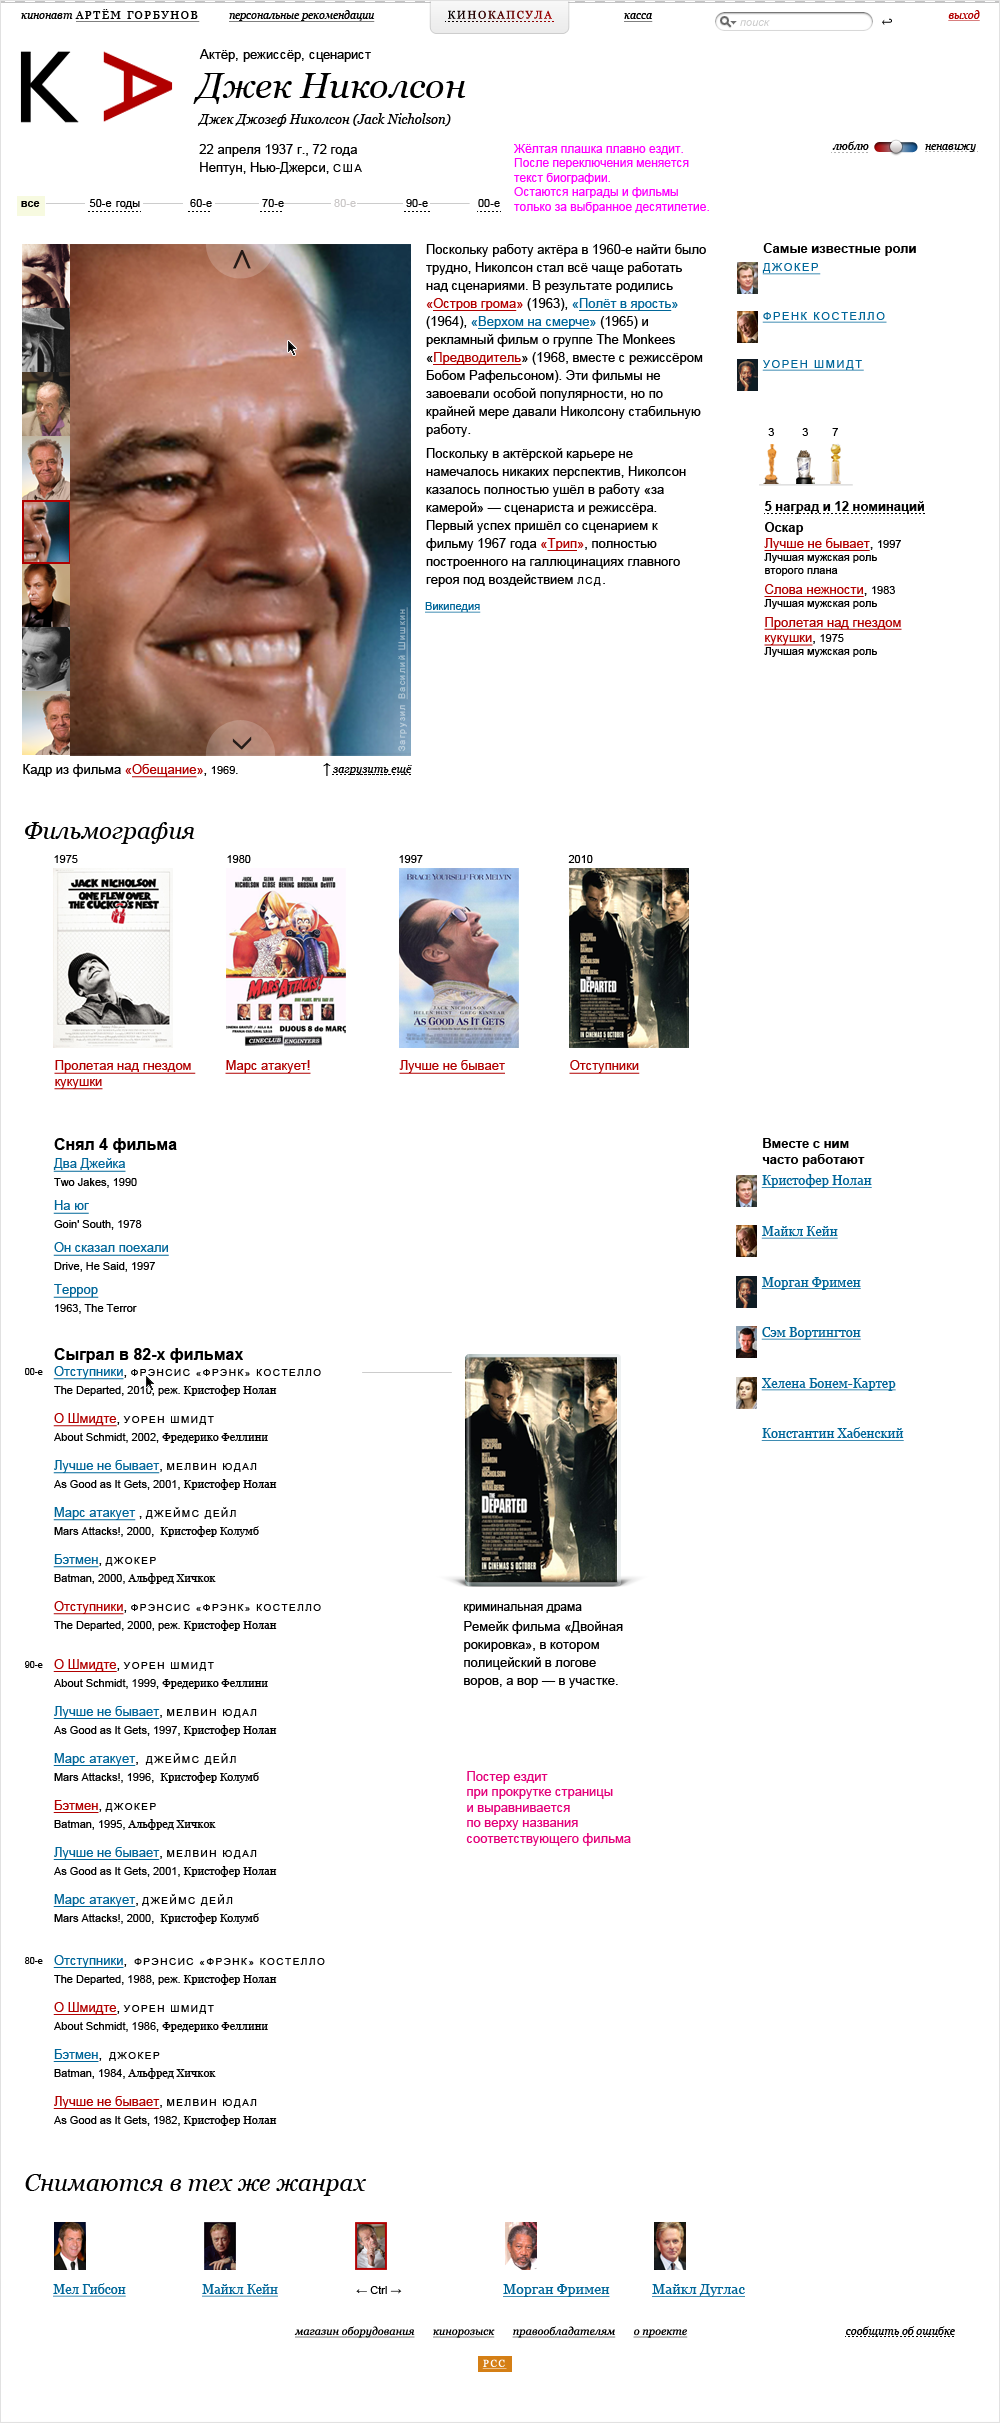 кинонавт АРТЁМ ГОРБУНОВ
персональные рекомендации
КИНОКАПСУЛА
касса
поиск
выход
К А
Актёр, режиссёр, сценарист
Джек Николсон
Джек Джозеф Николсон (Jack Nicholson)
22 апреля 1937 г., 72 года
Нептун, Нью-Джерси, США
Жёлтая плашка плавно ездит.
После переключения меняется
текст биографии.
Остаются награды и фильмы
только за выбранное десятилетие.
люблю
ненавижу
все
50-е годы
60-е
70-е
80-е
90-е
00-е
Поскольку работу актёра в 1960-е найти было
трудно, Николсон стал всё чаще работать
над сценариями. В результате родились
«Остров грома» (1963), «Полёт в ярость»
(1964), «Верхом на смерче» (1965) и
рекламный фильм о группе The Monkees
«Предводитель» (1968, вместе с режиссёром
Бобом Рафельсоном). Эти фильмы не
завоевали особой популярности, но по
крайней мере давали Николсону стабильную
работу.
Поскольку в актёрской карьере не
намечалось никаких перспектив, Николсон
казалось полностью ушёл в работу «за
камерой» — сценариста и режиссёра.
Первый успех пришёл со сценарием к
фильму 1967 года «Трип», полностью
построенного на галлюцинациях главного
героя под воздействием ЛСД.
Википедия
Загрузил Василий Шишкин
Кадр из фильма «Обещание», 1969.
↑ загрузить ещё
Самые известные роли
ДЖОКЕР
ФРЕНК КОСТЕЛЛО
УОРЕН ШМИДТ
3 3 7
5 наград и 12 номинаций
Оскар
Лучше не бывает, 1997
Лучшая мужская роль
второго плана
Слова нежности, 1983
Лучшая мужская роль
Пролетая над гнездом
кукушки, 1975
Лучшая мужская роль
Фильмография
1975
JACK NICHOLSON
ONE FLEW OVER
THE CUCKOO'S NEST
Пролетая над гнездом
кукушки
1980
JACK NICHOLSON
GLENN CLOSE
ANNETTE BENING
PIERCE BROSNAN
DANNY DeVITO
MARS ATTACKS!
DIJOUS 8 de MARÇ
CINECLUB ENGINYERS
Марс атакует!
1997
BRACE YOURSELF FOR MELVIN
JACK NICHOLSON
HELEN HUNT GREG KINNEAR
AS GOOD AS IT GETS
Лучше не бывает
2010
THE DEPARTED
IN CINEMAS 5 OCTOBER
Отступники
Снял 4 фильма
Два Джейка
Two Jakes, 1990
На юг
Goin' South, 1978
Он сказал поехали
Drive, He Said, 1997
Террор
1963, The Terror
Вместе с ним
часто работают
Кристофер Нолан
Майкл Кейн
Морган Фримен
Сэм Вортингтон
Хелена Бонем-Картер
Константин Хабенский
Сыграл в 82-х фильмах
00-е
Отступники, ФРЭНСИС «ФРЭНК» КОСТЕЛЛО
The Departed, 2010, реж. Кристофер Нолан
О Шмидте, УОРЕН ШМИДТ
About Schmidt, 2002, Фредерико Феллини
Лучше не бывает, МЕЛВИН ЮДАЛ
As Good as It Gets, 2001, Кристофер Нолан
Марс атакует , ДЖЕЙМС ДЕЙЛ
Mars Attacks!, 2000, Кристофер Колумб
Бэтмен, ДЖОКЕР
Batman, 2000, Альфред Хичкок
Отступники, ФРЭНСИС «ФРЭНК» КОСТЕЛЛО
The Departed, 2000, реж. Кристофер Нолан
90-е
О Шмидте, УОРЕН ШМИДТ
About Schmidt, 1999, Фредерико Феллини
Лучше не бывает, МЕЛВИН ЮДАЛ
As Good as It Gets, 1997, Кристофер Нолан
Марс атакует, ДЖЕЙМС ДЕЙЛ
Mars Attacks!, 1996, Кристофер Колумб
Бэтмен, ДЖОКЕР
Batman, 1995, Альфред Хичкок
Лучше не бывает, МЕЛВИН ЮДАЛ
As Good as It Gets, 2001, Кристофер Нолан
Марс атакует, ДЖЕЙМС ДЕЙЛ
Mars Attacks!, 2000, Кристофер Колумб
80-е
Отступники, ФРЭНСИС «ФРЭНК» КОСТЕЛЛО
The Departed, 1988, реж. Кристофер Нолан
О Шмидте, УОРЕН ШМИДТ
About Schmidt, 1986, Фредерико Феллини
Бэтмен, ДЖОКЕР
Batman, 1984, Альфред Хичкок
Лучше не бывает, МЕЛВИН ЮДАЛ
As Good as It Gets, 1982, Кристофер Нолан
LEONARDO DICAPRIO
MATT DAMON
JACK NICHOLSON
MARK WAHLBERG
THE DEPARTED
IN CINEMAS 5 OCTOBER
криминальная драма
Ремейк фильма «Двойная
рокировка», в котором
полицейский в логове
воров, а вор — в участке.
Постер ездит
при прокрутке страницы
и выравнивается
по верху названия
соответствующего фильма
Снимаются в тех же жанрах
Мел Гибсон
Майкл Кейн
← Ctrl →
Морган Фримен
Майкл Дуглас
магазин оборудования
кинорозыск
правообладателям
о проекте
сообщить об ошибке
РСС